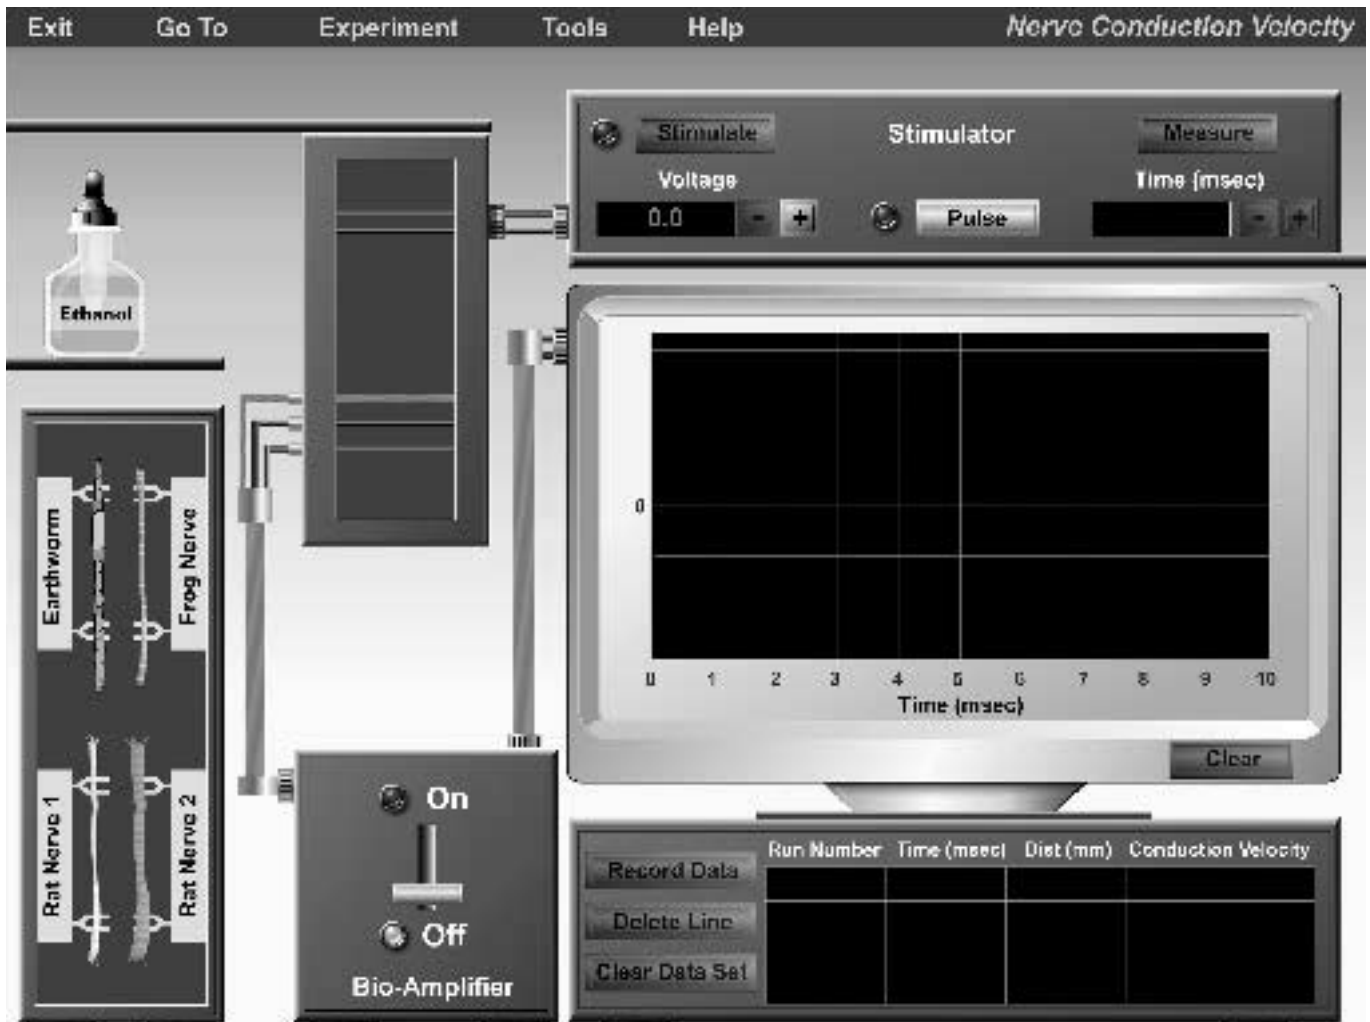 Exit Go To Experiment Tools Help Nerve Conduction Velocity
Stimulate Stimulator Measure
Voltage Time (msec)
0.0 - + Pulse - +
Ethanol
Earthworm
Frog Nerve
Rat Nerve 1
Rat Nerve 2
0
0 1 2 3 4 5 6 7 8 9 10
Time (msec)
Clear
On
Off
Bio-Amplifier
Run Number Time (msec) Dist (mm) Conduction Velocity
Record Data
Delete Line
Clear Data Set